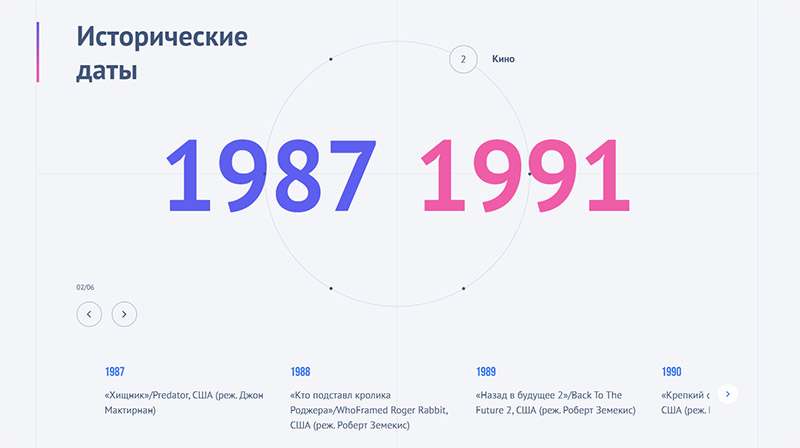 Исторические
даты
2
Кино
1987 1991
02/06
1987
«Хищник»/Predator, США (реж. Джон
Мактирнан)
1988
«Кто подставл кролика
Роджера»/WhoFramed Roger Rabbit,
США (реж. Роберт Земекис)
1989
«Назад в будущее 2»/Back To The
Future 2, США (реж. Роберт Земекис)
1990
«Крепкий
США (реж.